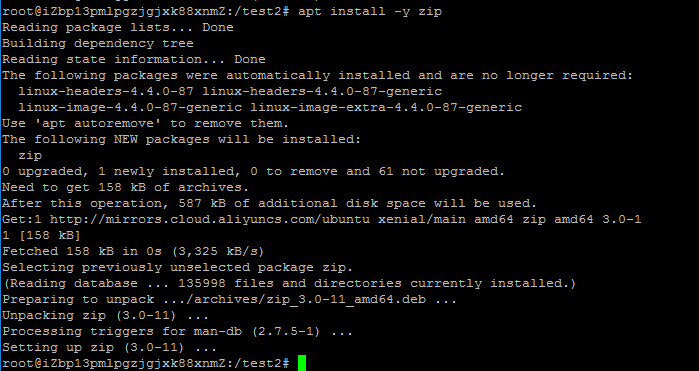 root@iZbp13pmlpgzjgjxk88xnmZ:/test2# apt install -y zip
Reading package lists... Done
Building dependency tree
Reading state information... Done
The following packages were automatically installed and are no longer required:
  linux-headers-4.4.0-87 linux-headers-4.4.0-87-generic
  linux-image-4.4.0-87-generic linux-image-extra-4.4.0-87-generic
Use 'apt autoremove' to remove them.
The following NEW packages will be installed:
  zip
0 upgraded, 1 newly installed, 0 to remove and 61 not upgraded.
Need to get 158 kB of archives.
After this operation, 587 kB of additional disk space will be used.
Get:1 http://mirrors.cloud.aliyuncs.com/ubuntu xenial/main amd64 zip amd64 3.0-1
1 [158 kB]
Fetched 158 kB in 0s (3,325 kB/s)
Selecting previously unselected package zip.
(Reading database ... 135998 files and directories currently installed.)
Preparing to unpack .../archives/zip_3.0-11_amd64.deb ...
Unpacking zip (3.0-11) ...
Processing triggers for man-db (2.7.5-1) ...
Setting up zip (3.0-11) ...
root@iZbp13pmlpgzjgjxk88xnmZ:/test2#